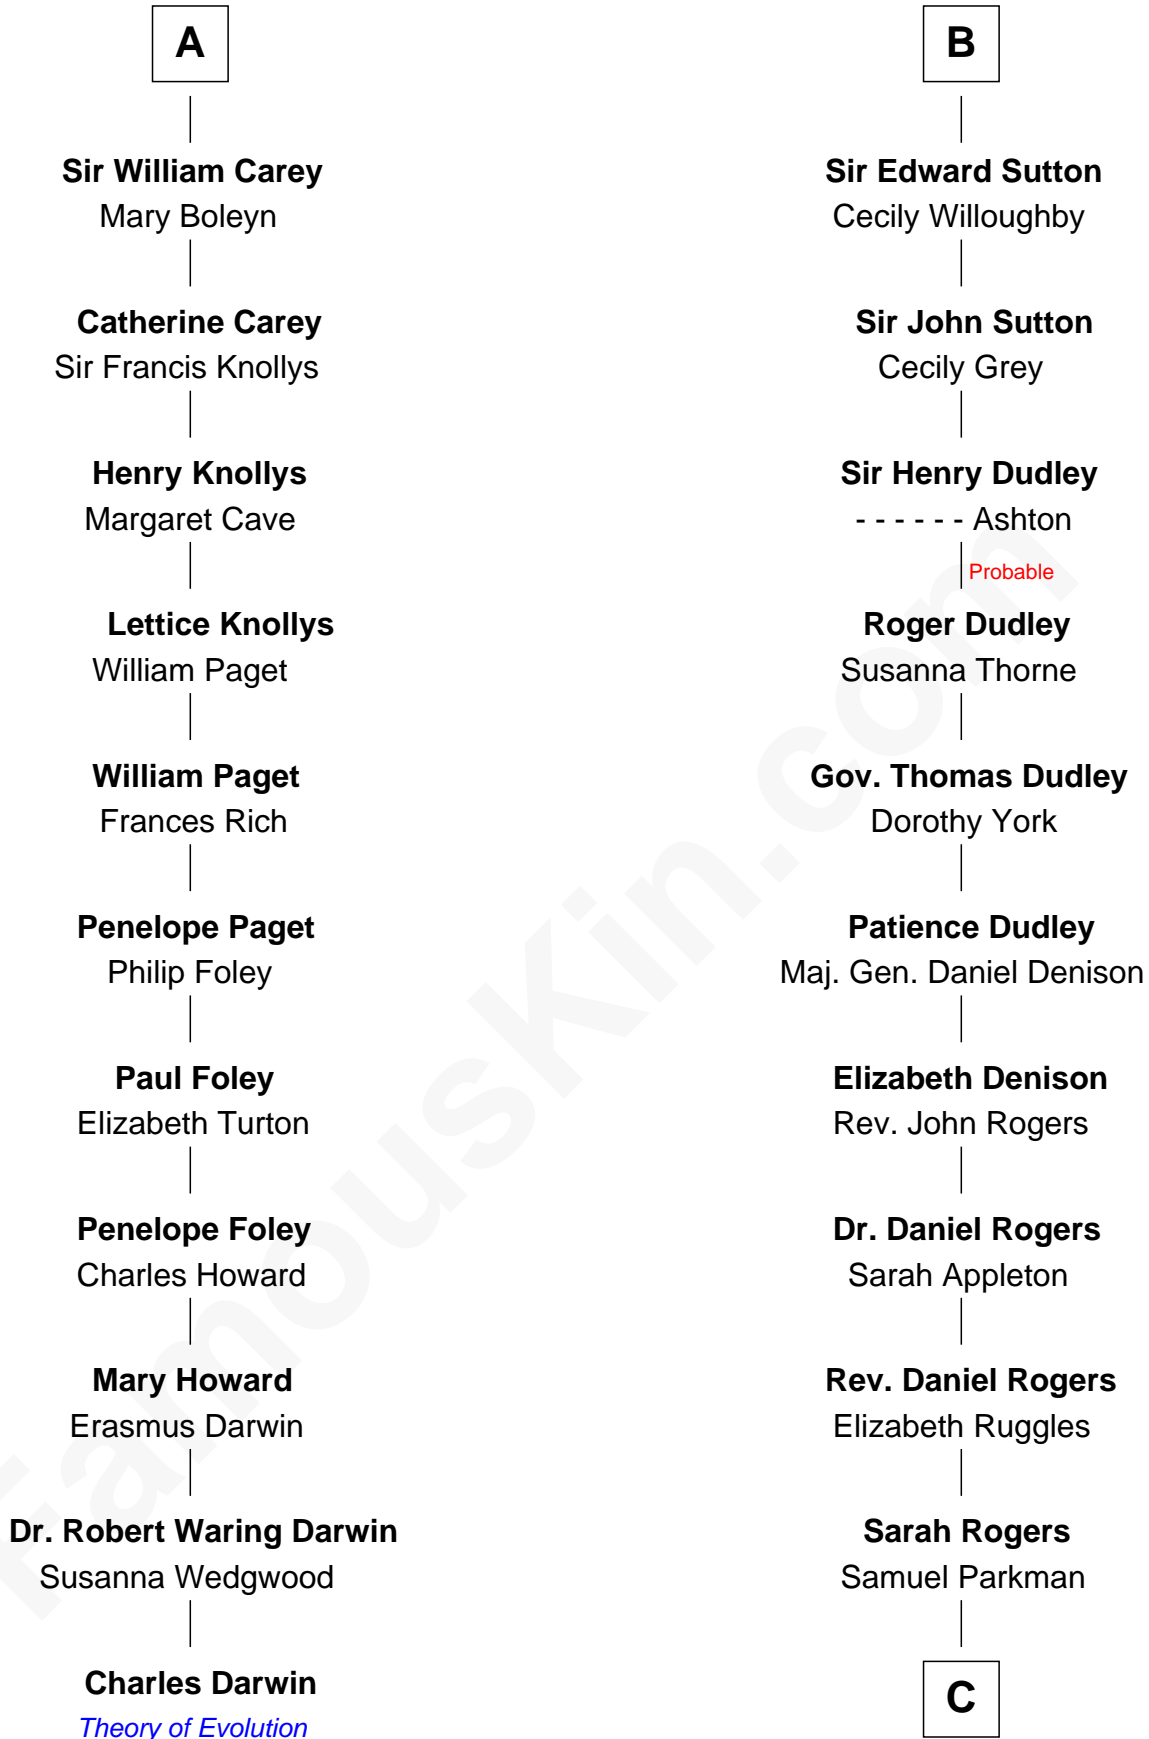 A
Sir William Carey
Mary Boleyn
Catherine Carey
Sir Francis Knollys
Henry Knollys
Margaret Cave
Lettice Knollys
William Paget
William Paget
Frances Rich
Penelope Paget
Philip Foley
Paul Foley
Elizabeth Turton
Penelope Foley
Charles Howard
Mary Howard
Erasmus Darwin
Dr. Robert Waring Darwin
Susanna Wedgwood
Charles Darwin
Theory of Evolution
B
Sir Edward Sutton
Cecily Willoughby
Sir John Sutton
Cecily Grey
Sir Henry Dudley
- - - - - - Ashton
Probable
Roger Dudley
Susanna Thorne
Gov. Thomas Dudley
Dorothy York
Patience Dudley
Maj. Gen. Daniel Denison
Elizabeth Denison
Rev. John Rogers
Dr. Daniel Rogers
Sarah Appleton
Rev. Daniel Rogers
Elizabeth Ruggles
Sarah Rogers
Samuel Parkman
C
FamousKin.com